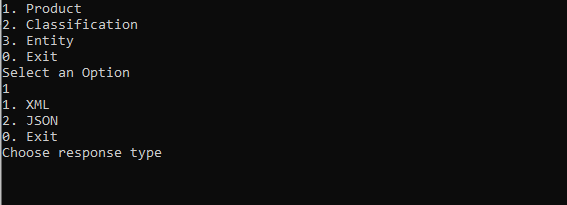 1. Product
2. Classification
3. Entity
0. Exit
Select an Option
1
1. XML
2. JSON
0. Exit
Choose response type